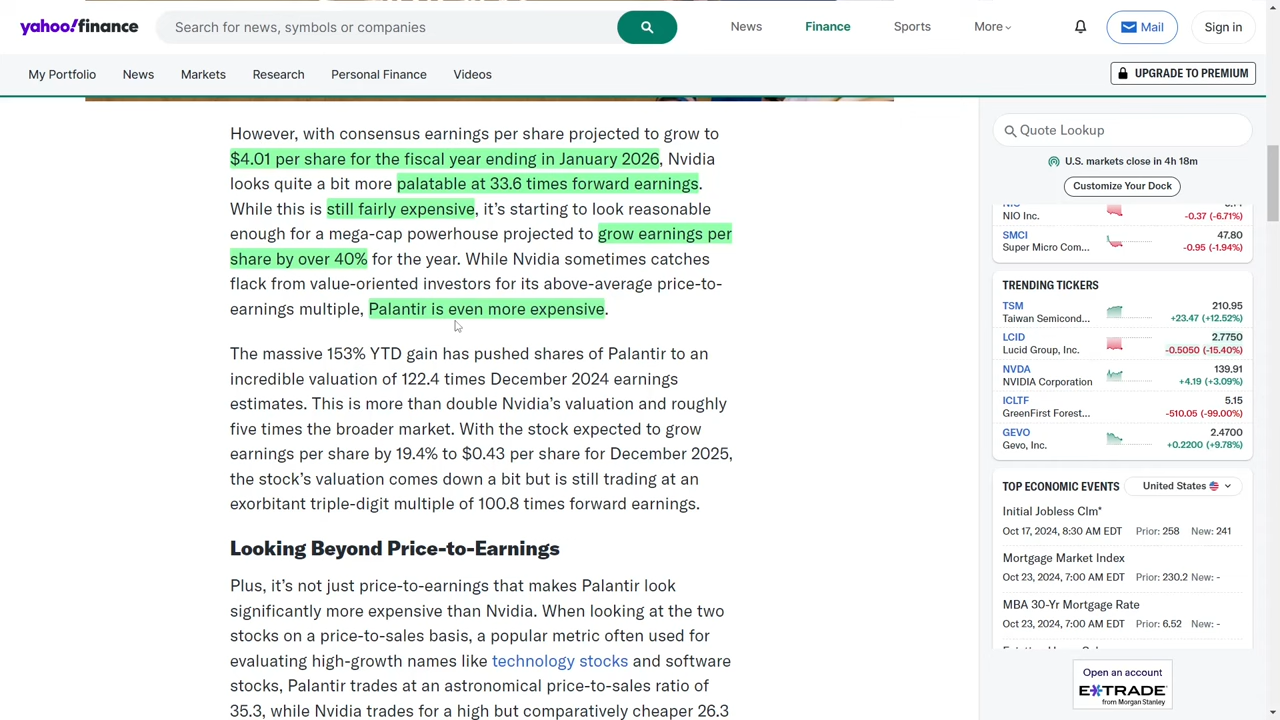 yahoo!finance
Search for news, symbols or companies
News
Finance
Sports
More
Mail
Sign in
My Portfolio
News
Markets
Research
Personal Finance
Videos
UPGRADE TO PREMIUM
However, with consensus earnings per share projected to grow to
$4.01 per share for the fiscal year ending in January 2026, Nvidia
looks quite a bit more palatable at 33.6 times forward earnings.
While this is still fairly expensive, it's starting to look reasonable
enough for a mega-cap powerhouse projected to grow earnings per
share by over 40% for the year. While Nvidia sometimes catches
flack from value-oriented investors for its above-average price-to-
earnings multiple, Palantir is even more expensive.
The massive 153% YTD gain has pushed shares of Palantir to an
incredible valuation of 122.4 times December 2024 earnings
estimates. This is more than double Nvidia's valuation and roughly
five times the broader market. With the stock expected to grow
earnings per share by 19.4% to $0.43 per share for December 2025,
the stock's valuation comes down a bit but is still trading at an
exorbitant triple-digit multiple of 100.8 times forward earnings.
Looking Beyond Price-to-Earnings
Plus, it's not just price-to-earnings that makes Palantir look
significantly more expensive than Nvidia. When looking at the two
stocks on a price-to-sales basis, a popular metric often used for
evaluating high-growth names like technology stocks and software
stocks, Palantir trades at an astronomical price-to-sales ratio of
35.3, while Nvidia trades for a high but comparatively cheaper 26.3
Quote Lookup
U.S. markets close in 4h 18m
Customize Your Dock
NIO Inc.
-0.37 (-6.71%)
SMCI
47.80
Super Micro Com...
-0.95 (-1.94%)
TRENDING TICKERS
TSM
210.95
Taiwan Semicond...
+23.47 (+12.52%)
LCID
2.7750
Lucid Group, Inc.
-0.5050 (-15.40%)
NVDA
139.91
NVIDIA Corporation
+4.19 (+3.09%)
ICLTF
5.15
GreenFirst Forest...
-510.05 (-99.00%)
GEVO
2.4700
Gevo, Inc.
+0.2200 (+9.78%)
TOP ECONOMIC EVENTS
United States
Initial Jobless Clm*
Oct 17, 2024, 8:30 AM EDT Prior: 258 New: 241
Mortgage Market Index
Oct 23, 2024, 7:00 AM EDT Prior: 230.2 New: -
MBA 30-Yr Mortgage Rate
Oct 23, 2024, 7:00 AM EDT Prior: 6.52 New: -
Open an account
E*TRADE
from Morgan Stanley